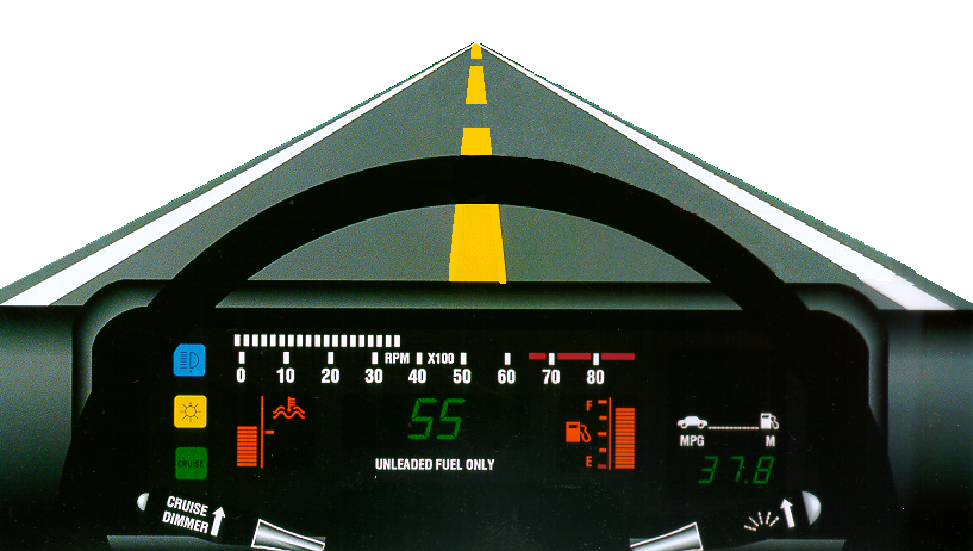 RPM X100
0 10 20 30 40 50 60 70 80
F
55
E
UNLEADED FUEL ONLY
MPG M
37.8
CRUISE
CRUISE
DIMMER